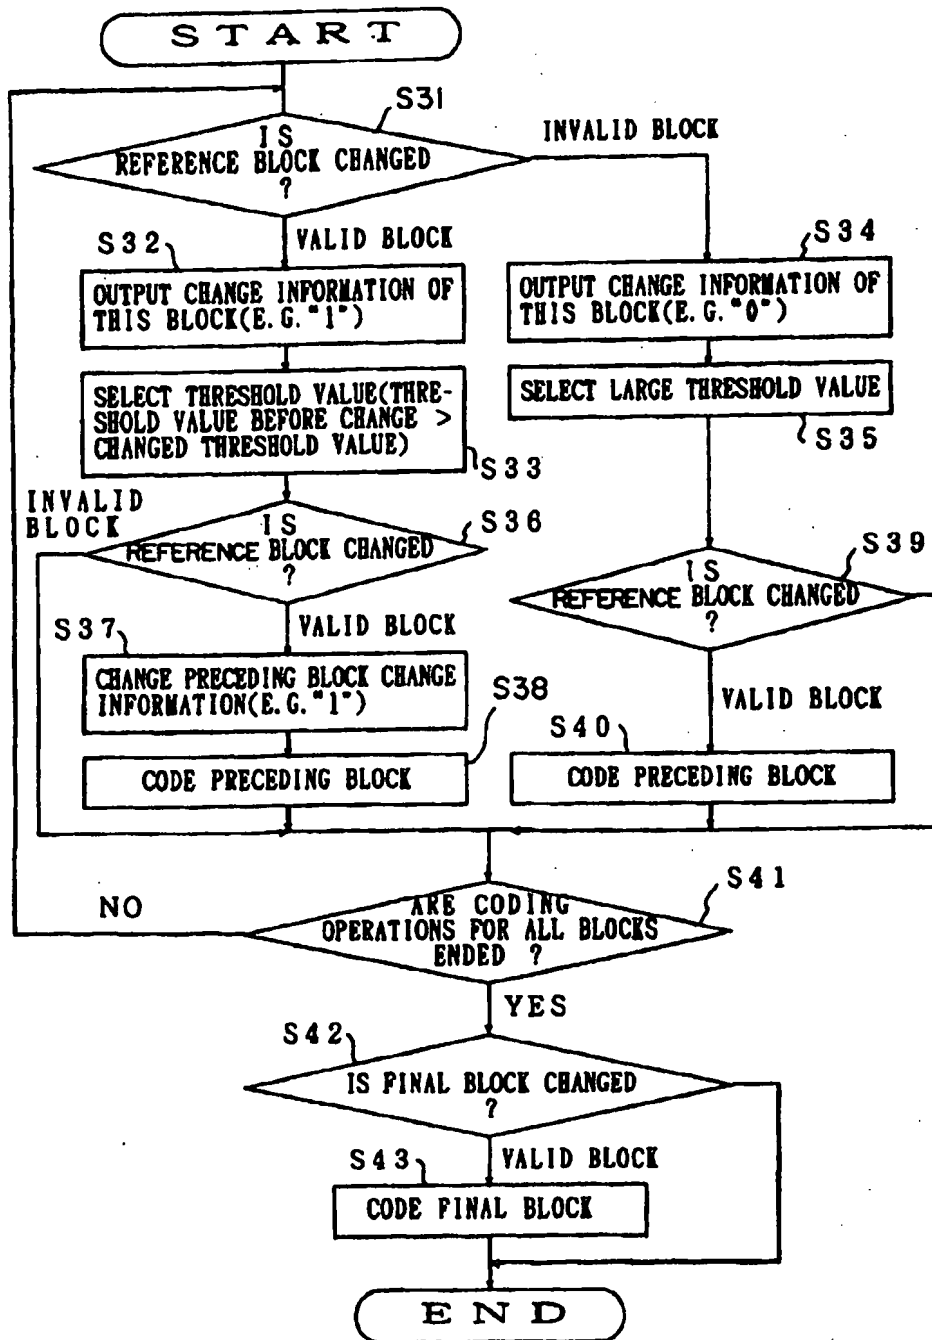 START
S31
IS
REFERENCE BLOCK CHANGED
?
INVALID BLOCK
VALID BLOCK
S32
OUTPUT CHANGE INFORMATION OF
THIS BLOCK(E.G."1")
S34
OUTPUT CHANGE INFORMATION OF
THIS BLOCK(E.G."0")
SELECT THRESHOLD VALUE(THRE-
SHOLD VALUE BEFORE CHANGE >
CHANGED THRESHOLD VALUE)
S33
SELECT LARGE THRESHOLD VALUE
S35
INVALID
BLOCK
IS
REFERENCE BLOCK CHANGED
?
S36
IS
REFERENCE BLOCK CHANGED
?
S39
VALID BLOCK
S37
CHANGE PRECEDING BLOCK CHANGE
INFORMATION(E.G."1")
S38
CODE PRECEDING BLOCK
VALID BLOCK
S40
CODE PRECEDING BLOCK
S41
ARE CODING
OPERATIONS FOR ALL BLOCKS
ENDED ?
NO
YES
S42
IS FINAL BLOCK CHANGED
?
VALID BLOCK
S43
CODE FINAL BLOCK
END